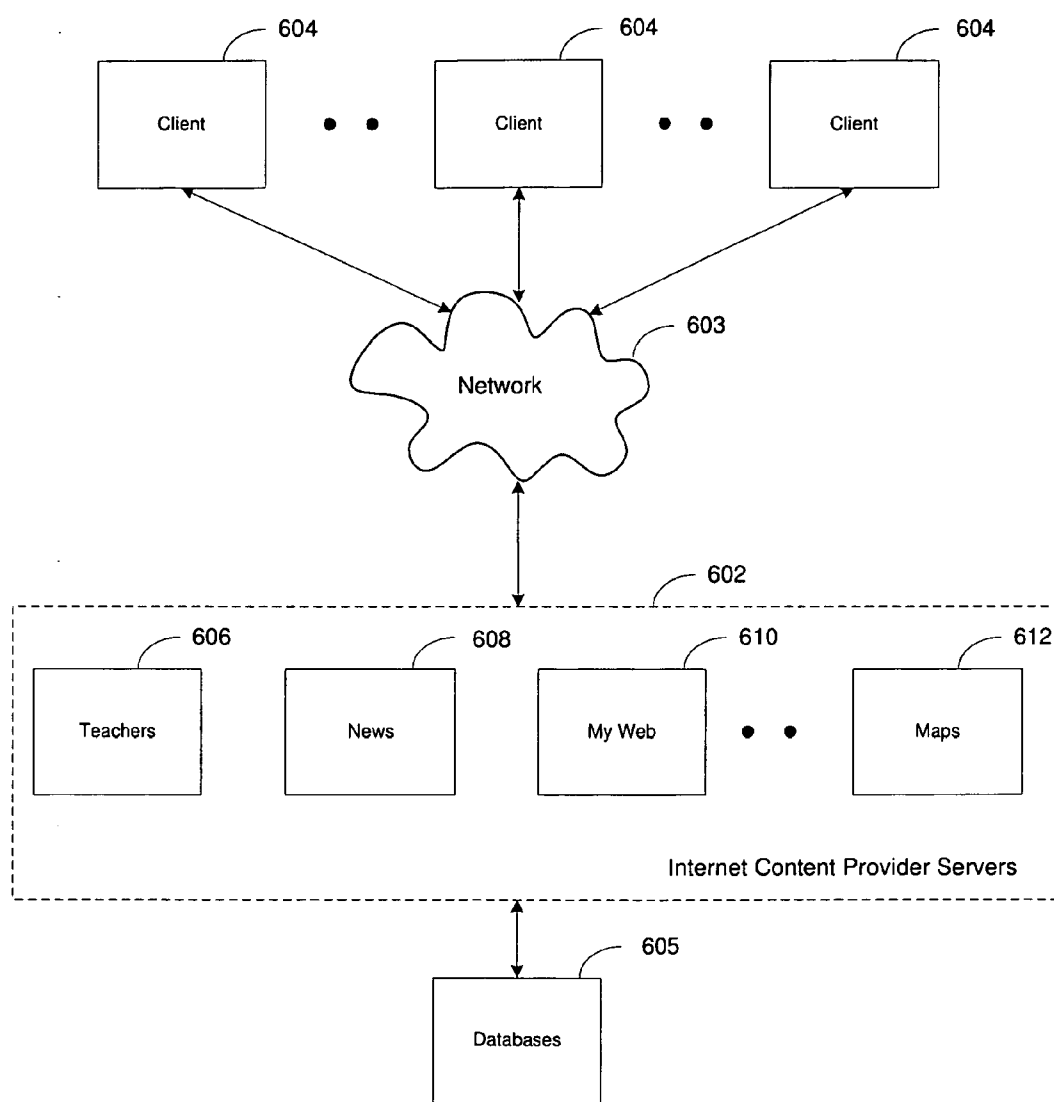 604
604
604
Client
Client
Client
603
Network
602
606
608
610
612
Teachers
News
My Web
Maps
Internet Content Provider Servers
605
Databases